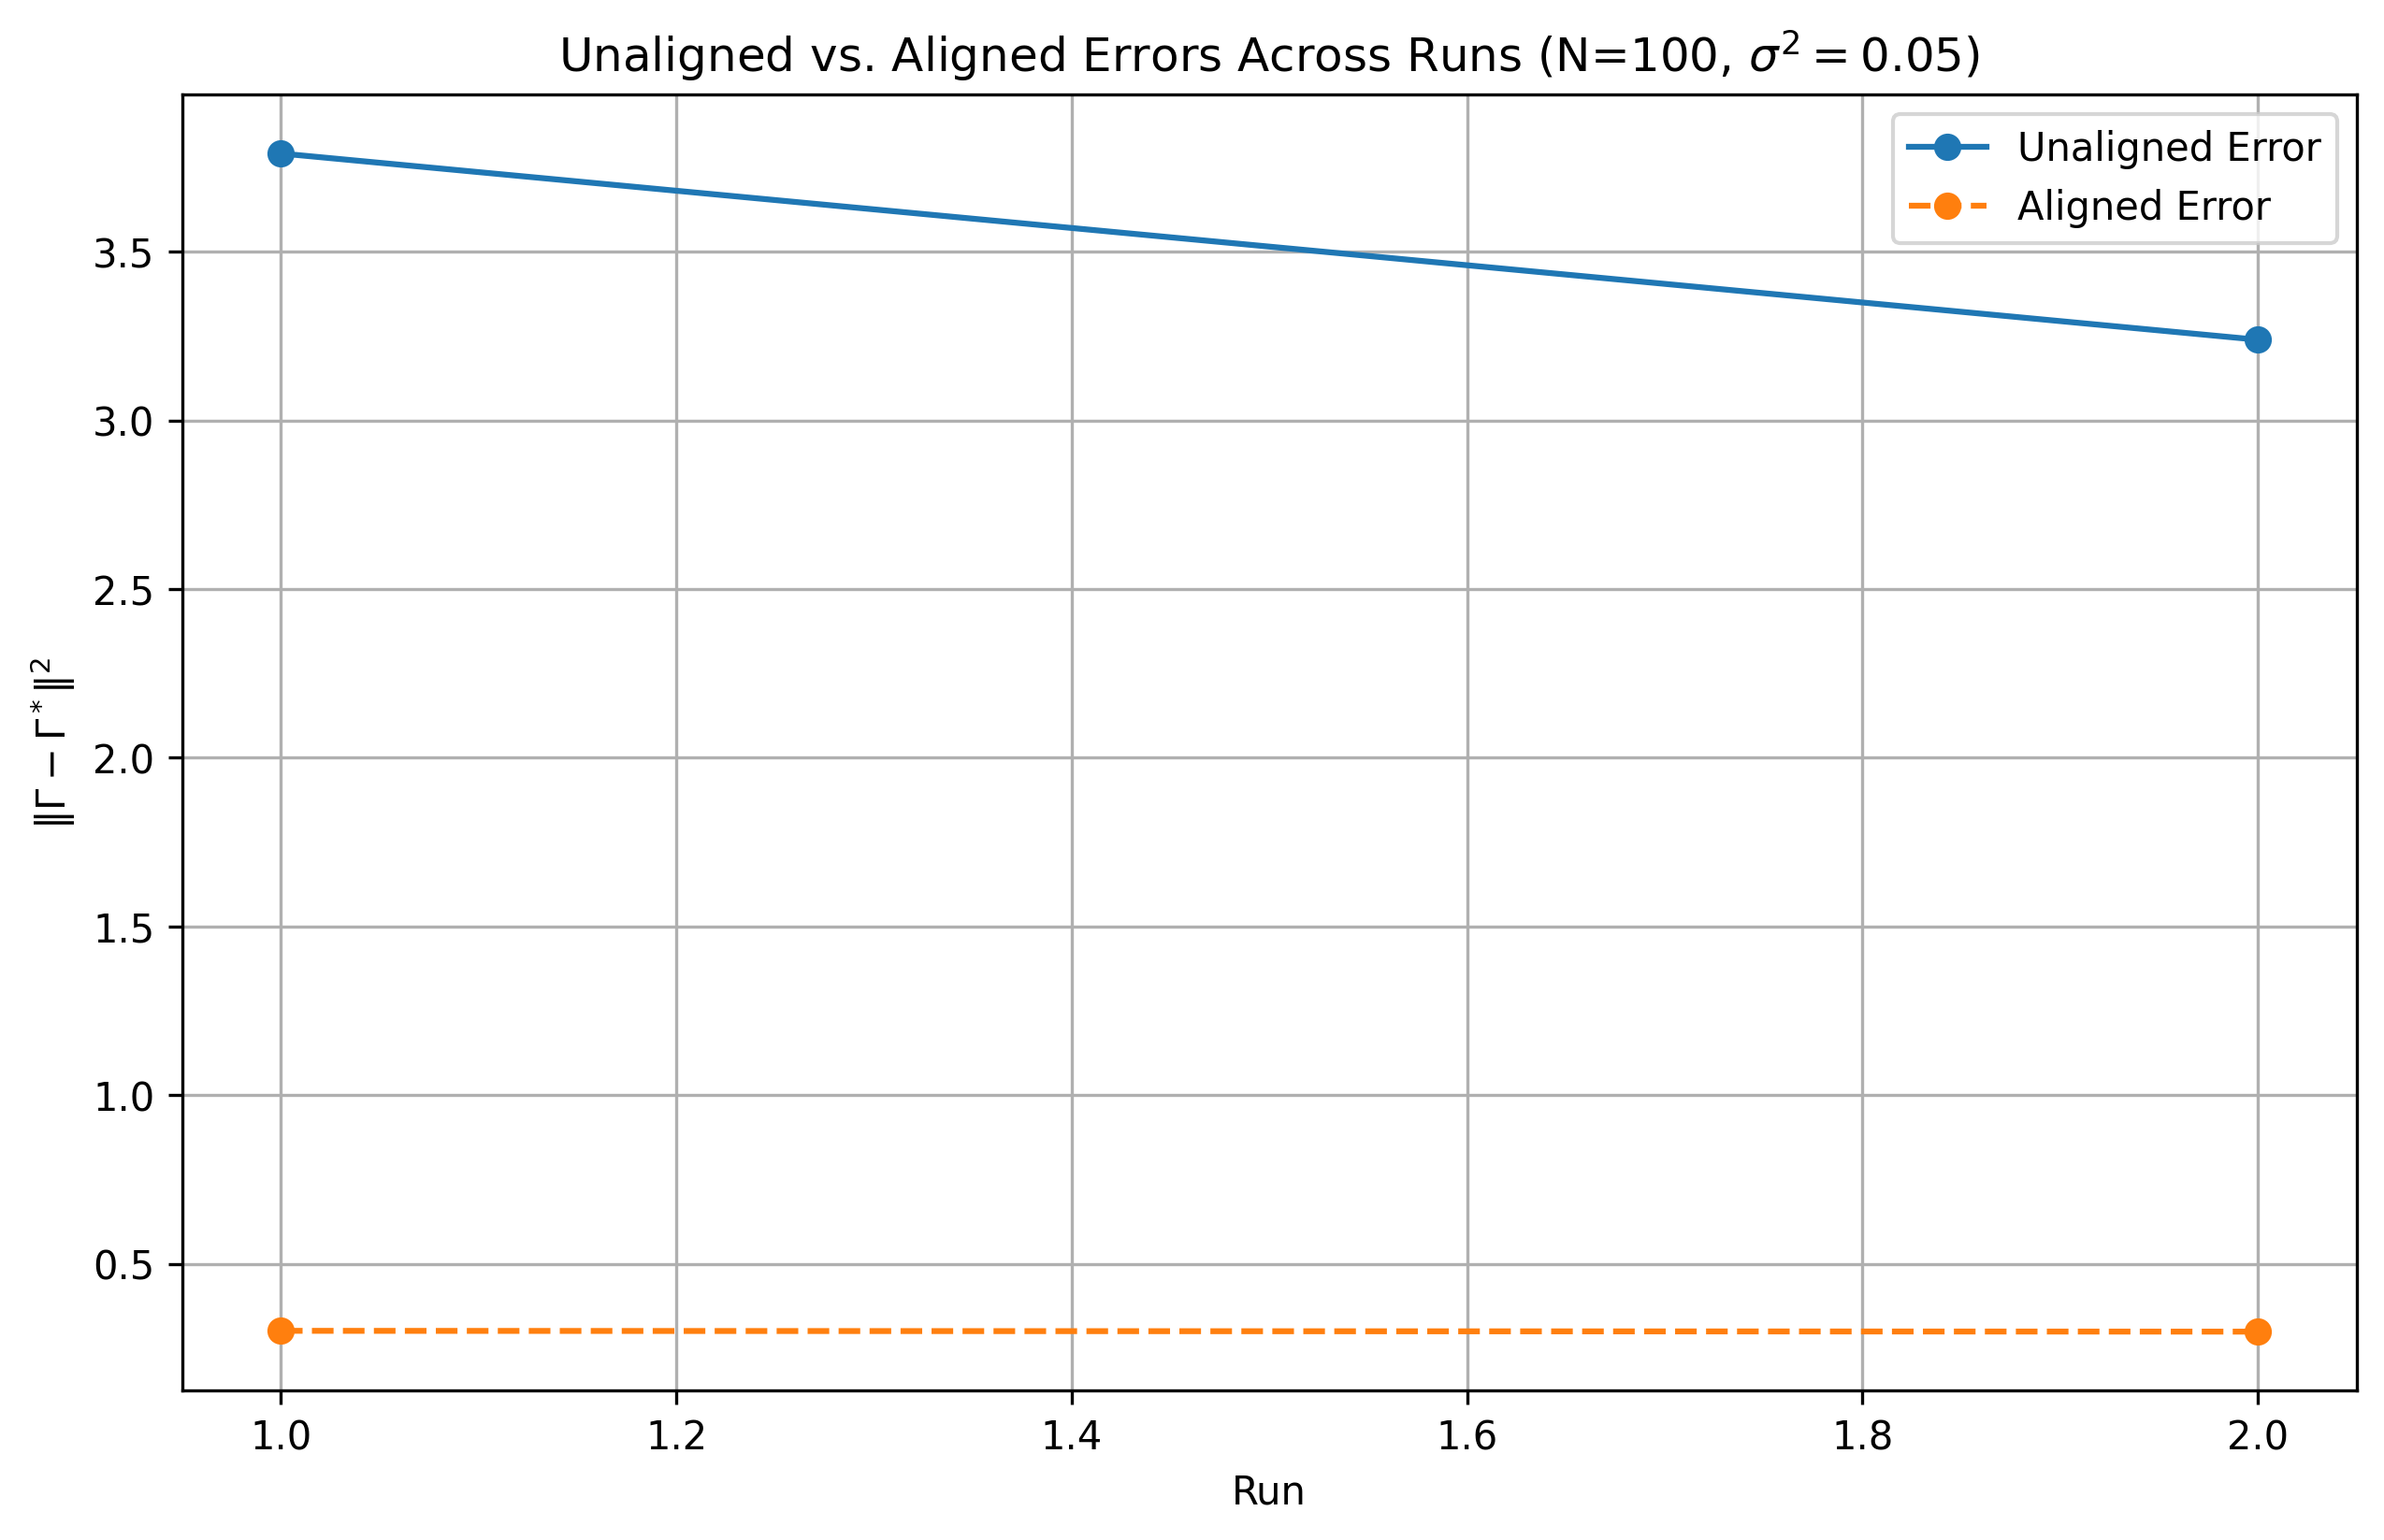 Unaligned vs. Aligned Errors Across Runs (N=100, σ² = 0.05)
Unaligned Error
Aligned Error
3.5
3.0
2.5
2.0
1.5
1.0
0.5
‖Γ − Γ*‖²
1.0 1.2 1.4 1.6 1.8 2.0
Run